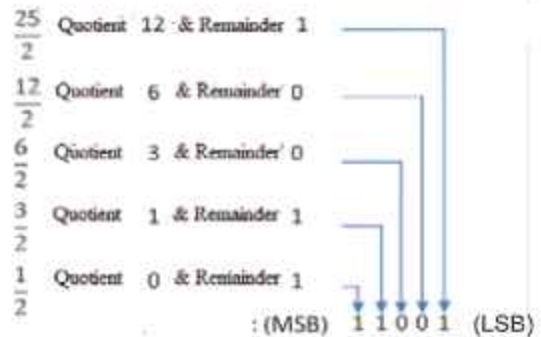 25/2 Quotient 12 & Remainder 1
12/2 Quotient 6 & Remainder 0
6/2 Quotient 3 & Remainder 0
3/2 Quotient 1 & Remainder 1
1/2 Quotient 0 & Remainder 1
: (MSB) 1 1 0 0 1 (LSB)